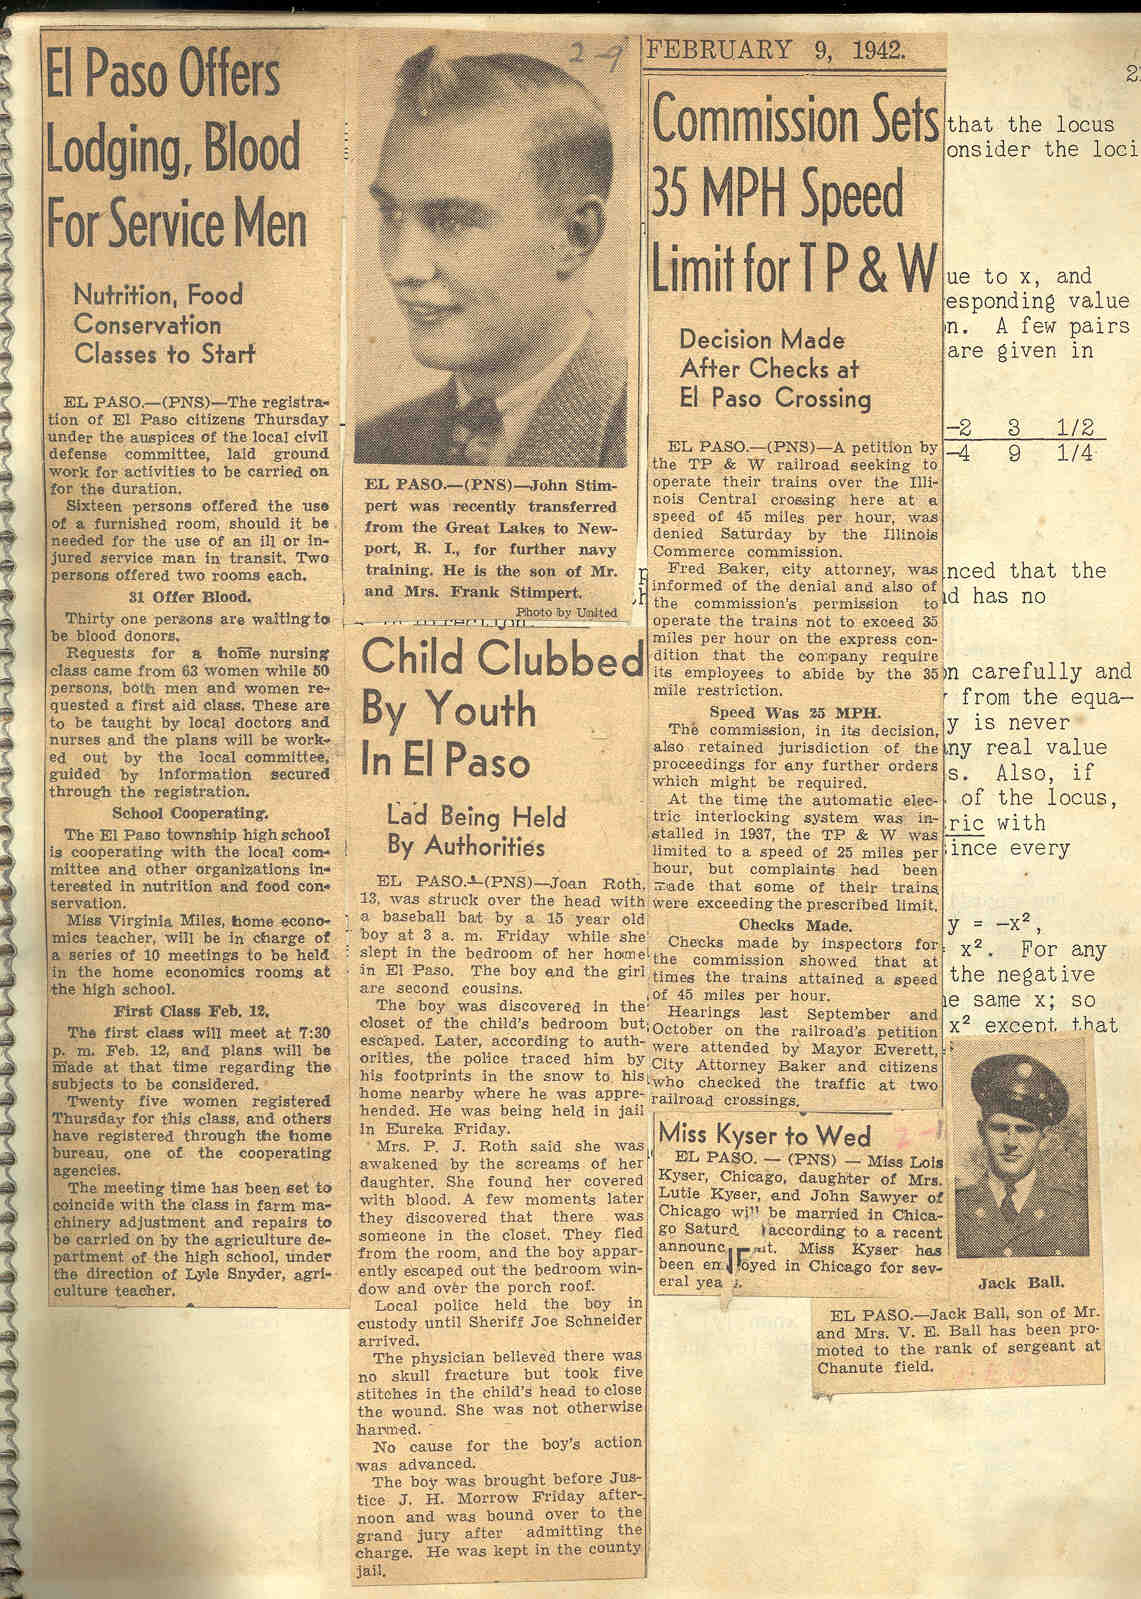 El Paso Offers
Lodging, Blood
For Service Men
Nutrition, Food
Conservation
Classes to Start
EL PASO.—(PNS)—The registra-
tion of El Paso citizens Thursday
under the auspices of the local civil
defense committee, laid ground
work for activities to be carried on
for the duration.
Sixteen persons offered the use
of a furnished room, should it be
needed for the use of an ill or in-
jured service man in transit. Two
persons offered two rooms each.
31 Offer Blood.
Thirty one persons are waiting to
be blood donors.
Requests for a home nursing
class came from 63 women while 50
persons, both men and women re-
quested a first aid class. These are
to be taught by local doctors and
nurses and the plans will be work-
ed out by the local committee,
guided by information secured
through the registration.
School Cooperating.
The El Paso township high school
is cooperating with the local com-
mittee and other organizations in-
terested in nutrition and food con-
servation.
Miss Virginia Miles, home econo-
mics teacher, will be in charge of
a series of 10 meetings to be held
in the home economics rooms at
the high school.
First Class Feb. 12.
The first class will meet at 7:30
p. m. Feb. 12, and plans will be
made at that time regarding the
subjects to be considered.
Twenty five women registered
Thursday for this class, and others
have registered through the home
bureau, one of the cooperating
agencies.
The meeting time has been set to
coincide with the class in farm ma-
chinery adjustment and repairs to
be carried on by the agriculture de-
partment of the high school, under
the direction of Lyle Snyder, agri-
culture teacher.
2-9
EL PASO.—(PNS)—John Stim-
pert was recently transferred
from the Great Lakes to New-
port, R. I., for further navy
training. He is the son of Mr.
and Mrs. Frank Stimpert.
Photo by United
Child Clubbed
By Youth
In El Paso
Lad Being Held
By Authorities
EL PASO.—(PNS)—Joan Roth,
13, was struck over the head with
a baseball bat by a 15 year old
boy at 3 a. m. Friday while she
slept in the bedroom of her home
in El Paso. The boy and the girl
are second cousins.
The boy was discovered in the
closet of the child's bedroom but
escaped. Later, according to auth-
orities, the police traced him by
his footprints in the snow to his
home nearby where he was appre-
hended. He was being held in jail
in Eureka Friday.
Mrs. P. J. Roth said she was
awakened by the screams of her
daughter. She found her covered
with blood. A few moments later
they discovered that there was
someone in the closet. They fled
from the room, and the boy appar-
ently escaped out the bedroom win-
dow and over the porch roof.
Local police held the boy in
custody until Sheriff Joe Schneider
arrived.
The physician believed there was
no skull fracture but took five
stitches in the child's head to close
the wound. She was not otherwise
harmed.
No cause for the boy's action
was advanced.
The boy was brought before Jus-
tice J. H. Morrow Friday after-
noon and was bound over to the
grand jury after admitting the
charge. He was kept in the county
jail.
FEBRUARY 9, 1942.
Commission Sets
35 MPH Speed
Limit for T P & W
Decision Made
After Checks at
El Paso Crossing
EL PASO.—(PNS)—A petition by
the TP & W railroad seeking to
operate their trains over the Illi-
nois Central crossing here at a
speed of 45 miles per hour, was
denied Saturday by the Illinois
Commerce commission.
Fred Baker, city attorney, was
informed of the denial and also of
the commission's permission to
operate the trains not to exceed 35
miles per hour on the express con-
dition that the company require
its employees to abide by the 35
mile restriction.
Speed Was 25 MPH.
The commission, in its decision,
also retained jurisdiction of the
proceedings for any further orders
which might be required.
At the time the automatic elec-
tric interlocking system was in-
stalled in 1937, the TP & W was
limited to a speed of 25 miles per
hour, but complaints had been
made that some of their trains
were exceeding the prescribed limit.
Checks Made.
Checks made by inspectors for
the commission showed that at
times the trains attained a speed
of 45 miles per hour.
Hearings last September and
October on the railroad's petition
were attended by Mayor Everett,
City Attorney Baker and citizens
who checked the traffic at two
railroad crossings.
Miss Kyser to Wed
EL PASO. — (PNS) — Miss Lois
Kyser, Chicago, daughter of Mrs.
Lutie Kyser, and John Sawyer of
Chicago will be married in Chica-
go according to a recent
Miss Kyser has
been in Chicago for sev-
eral
Jack Ball.
EL PASO.—Jack Ball, son of Mr.
and Mrs. V. E. Ball has been pro-
moted to the rank of sergeant at
Chanute field.
that the locus
onsider the loci
ue to x, and
esponding value
n. A few pairs
are given in
-2 3 1/2
-4 9 1/4
nced that the
d has no
n carefully and
from the equa-
y is never
ny real value
s. Also, if
of the locus,
ric with
ince every
y = -x²,
x². For any
the negative
e same x; so
x² except that